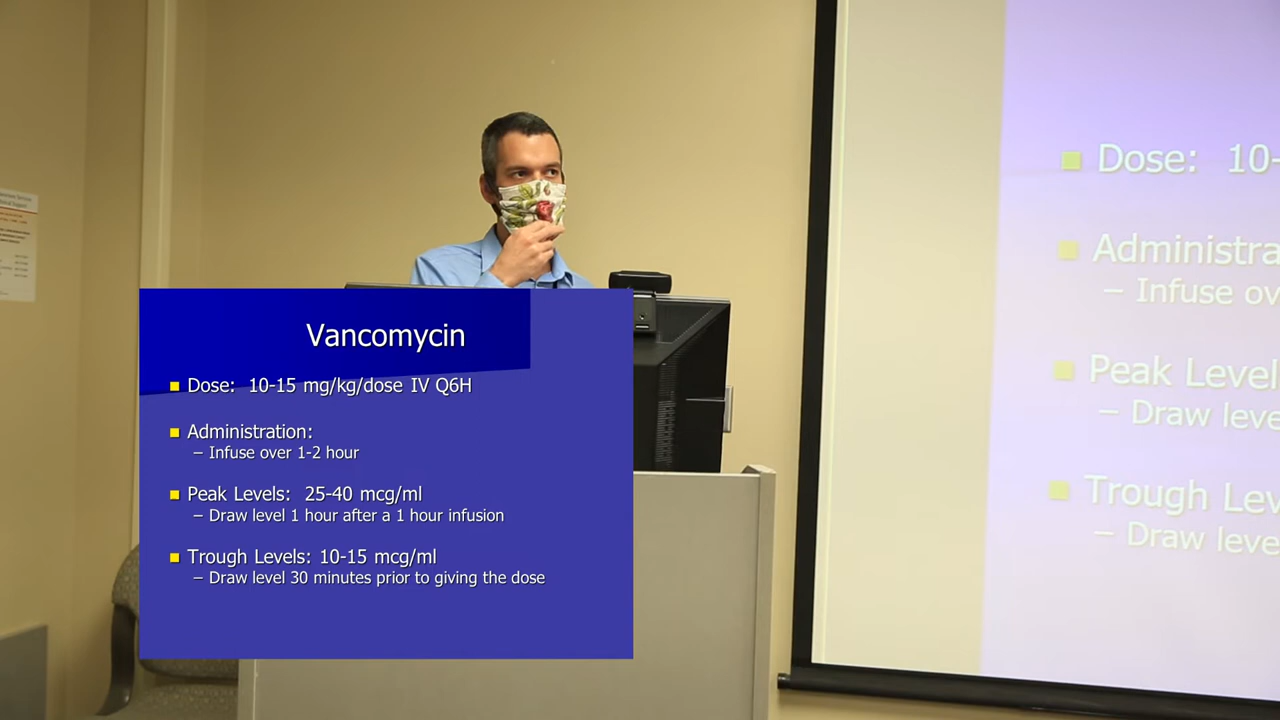 Vancomycin
Dose: 10-15 mg/kg/dose IV Q6H
Administration:
– Infuse over 1-2 hour
Peak Levels: 25-40 mcg/ml
– Draw level 1 hour after a 1 hour infusion
Trough Levels: 10-15 mcg/ml
– Draw level 30 minutes prior to giving the dose
Dose: 10-
Administra
– Infuse ov
Peak Level
– Draw leve
Trough Lev
– Draw leve